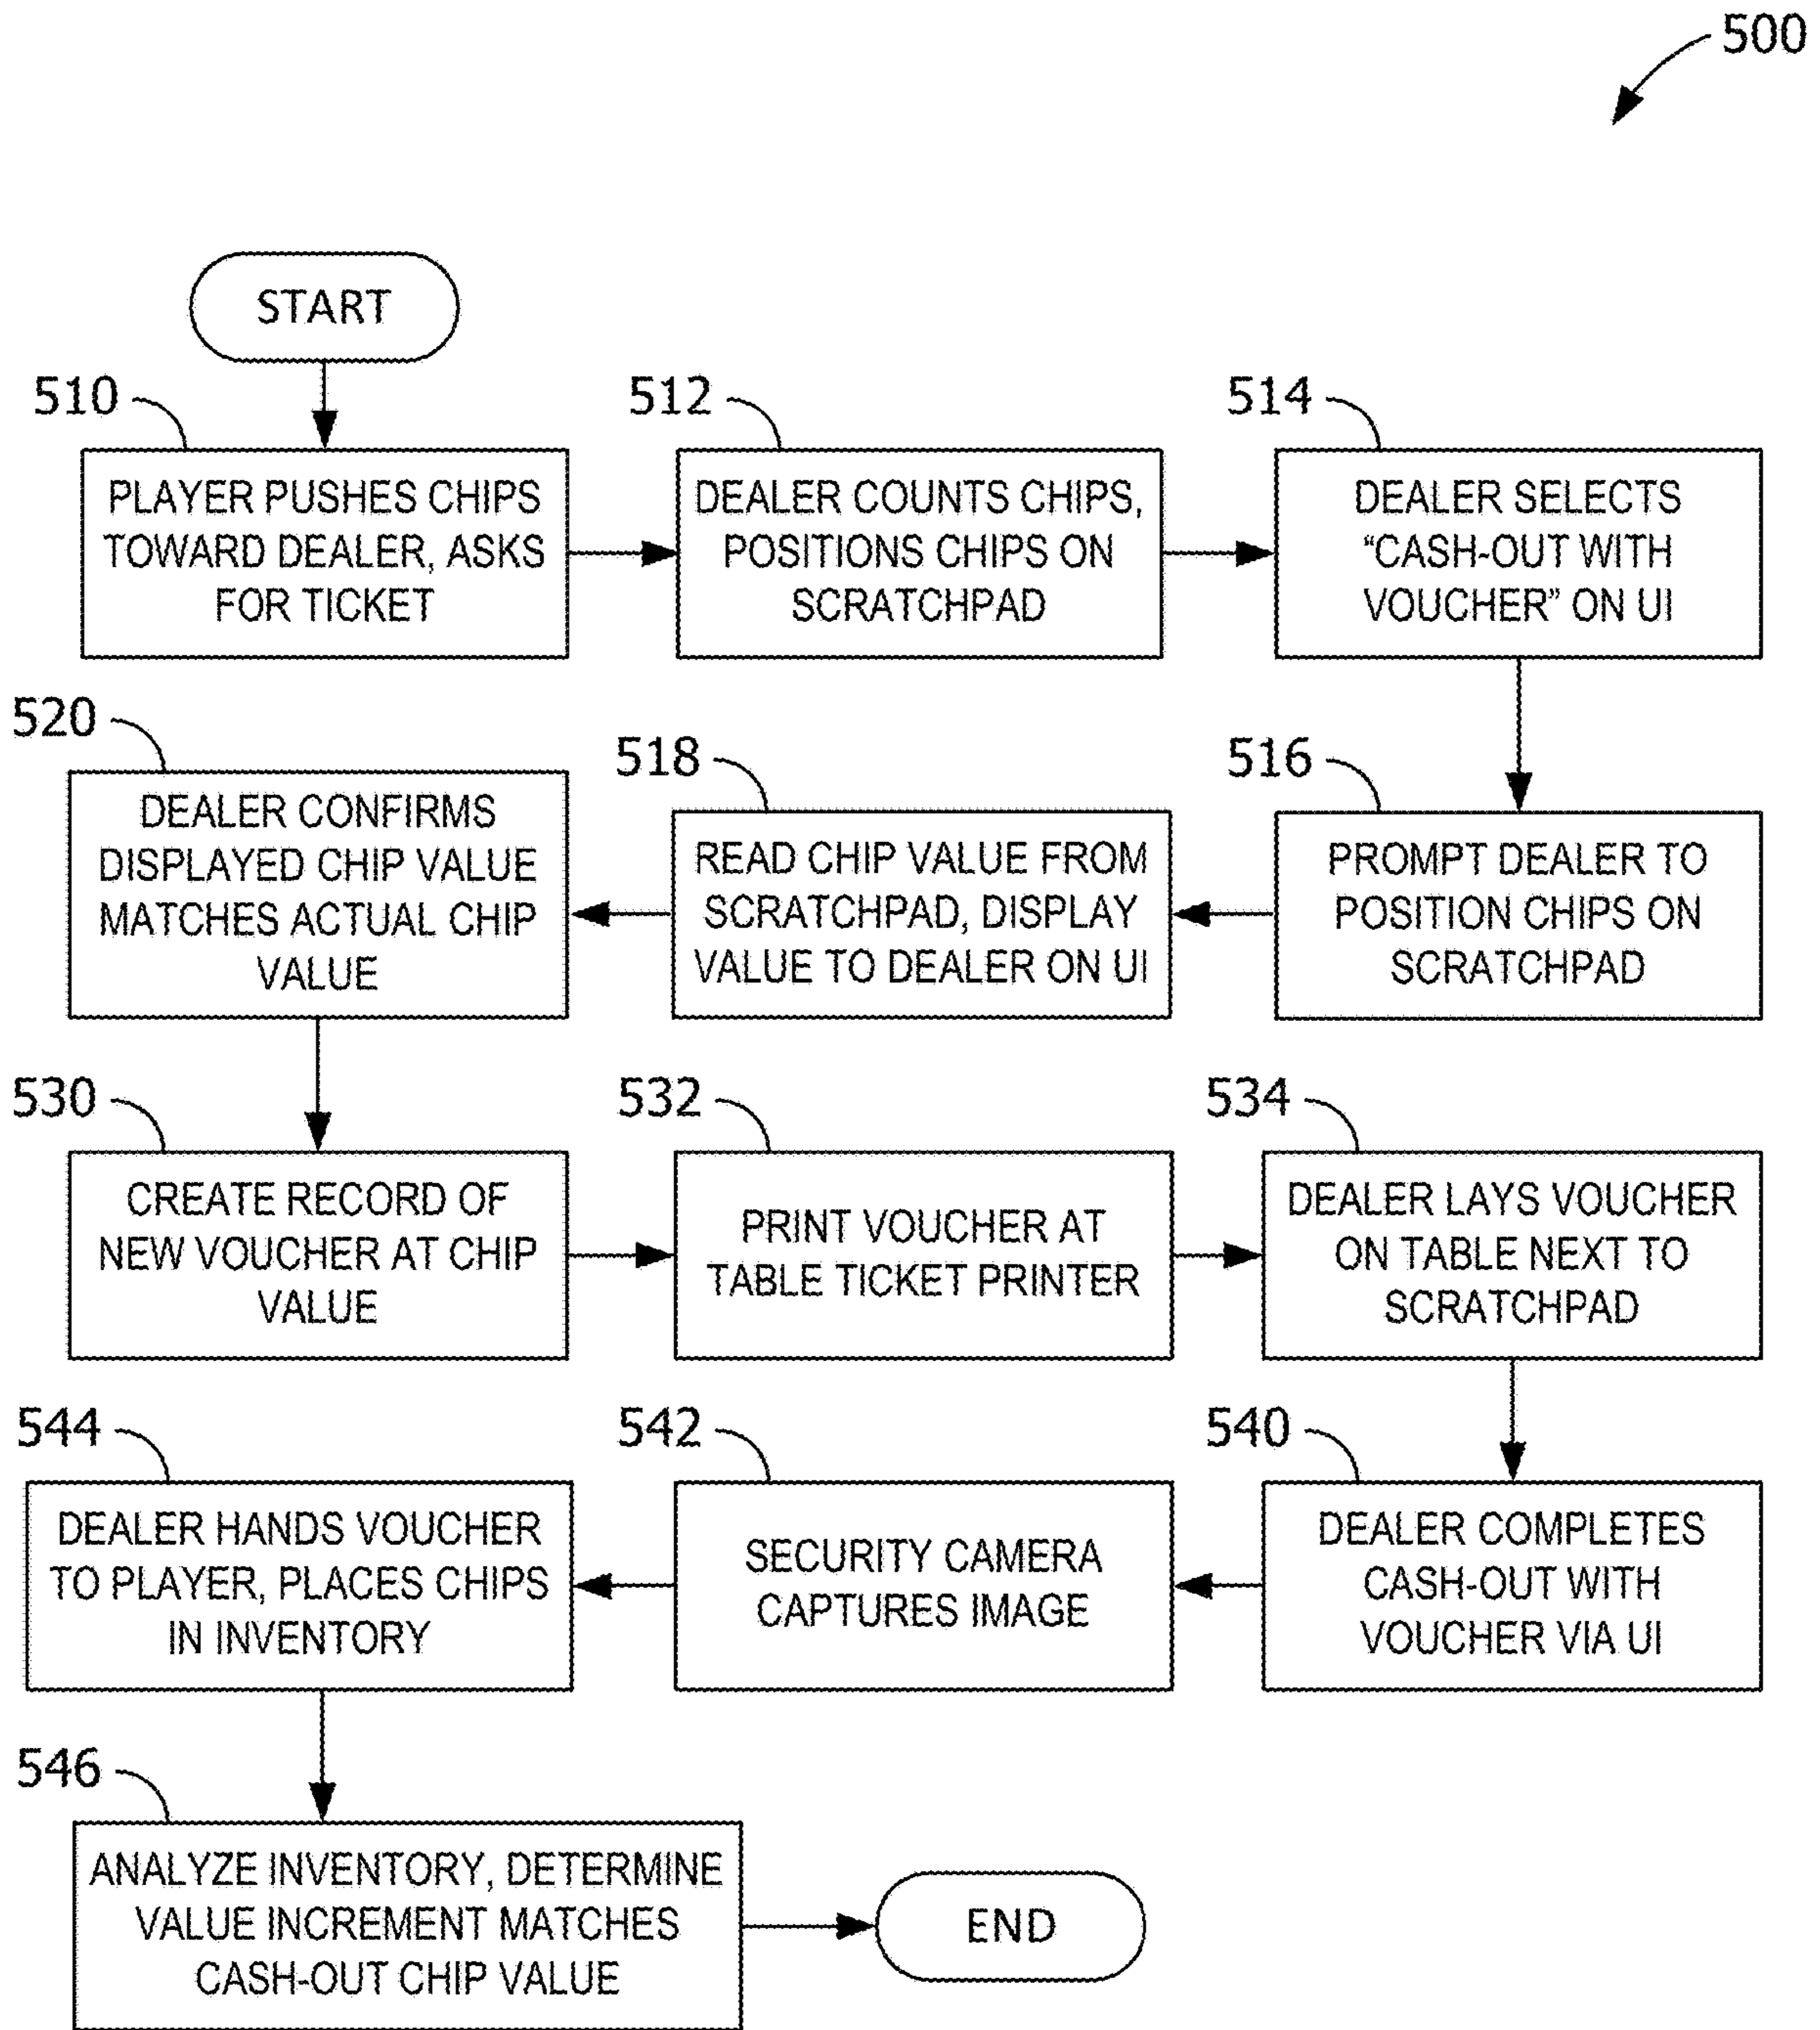 500
START
510
PLAYER PUSHES CHIPS
TOWARD DEALER, ASKS
FOR TICKET
512
DEALER COUNTS CHIPS,
POSITIONS CHIPS ON
SCRATCHPAD
514
DEALER SELECTS
“CASH-OUT WITH
VOUCHER” ON UI
516
PROMPT DEALER TO
POSITION CHIPS ON
SCRATCHPAD
518
READ CHIP VALUE FROM
SCRATCHPAD, DISPLAY
VALUE TO DEALER ON UI
520
DEALER CONFIRMS
DISPLAYED CHIP VALUE
MATCHES ACTUAL CHIP
VALUE
530
CREATE RECORD OF
NEW VOUCHER AT CHIP
VALUE
532
PRINT VOUCHER AT
TABLE TICKET PRINTER
534
DEALER LAYS VOUCHER
ON TABLE NEXT TO
SCRATCHPAD
540
DEALER COMPLETES
CASH-OUT WITH
VOUCHER VIA UI
542
SECURITY CAMERA
CAPTURES IMAGE
544
DEALER HANDS VOUCHER
TO PLAYER, PLACES CHIPS
IN INVENTORY
546
ANALYZE INVENTORY, DETERMINE
VALUE INCREMENT MATCHES
CASH-OUT CHIP VALUE
END